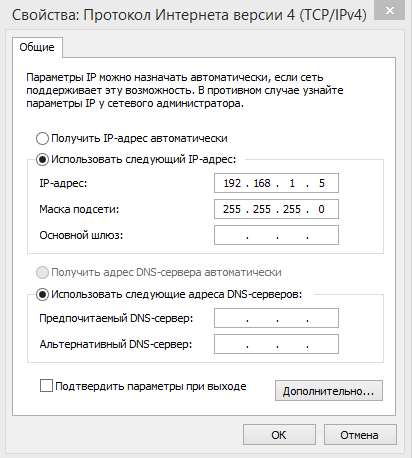 Свойства: Протокол Интернета версии 4 (TCP/IPv4)
Общие
Параметры IP можно назначать автоматически, если сеть
поддерживает эту возможность. В противном случае узнайте
параметры IP у сетевого администратора.
Получить IP-адрес автоматически
Использовать следующий IP-адрес:
IP-адрес: 192 . 168 . 1 . 5
Маска подсети: 255 . 255 . 255 . 0
Основной шлюз: . . .
Получить адрес DNS-сервера автоматически
Использовать следующие адреса DNS-серверов:
Предпочитаемый DNS-сервер: . . .
Альтернативный DNS-сервер: . . .
Подтвердить параметры при выходе
Дополнительно...
ОК Отмена